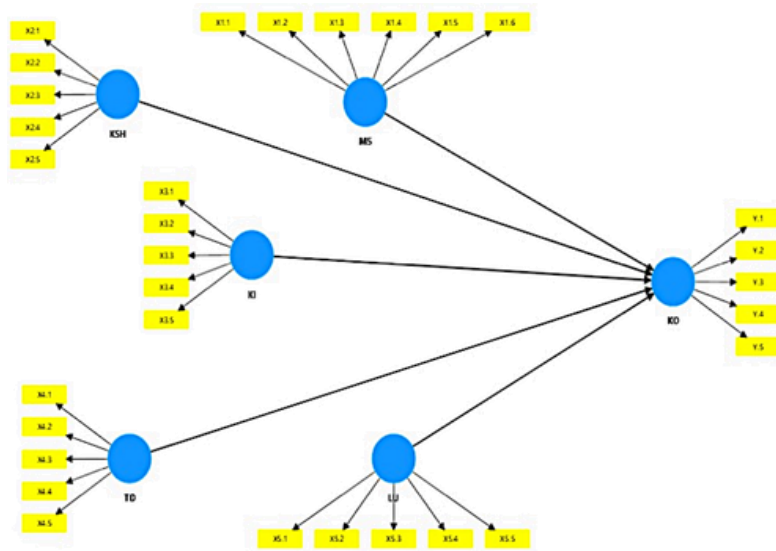 X1.1 X1.2 X1.3 X1.4 X1.5 X1.6
X2.1
X2.2
X2.3
X2.4
X2.5
KSH
MS
X3.1
X3.2
X3.3
X3.4
X3.5
KI
Y.1
Y.2
Y.3
Y.4
Y.5
KO
X4.1
X4.2
X4.3
X4.4
X4.5
TO
LU
X5.1 X5.2 X5.3 X5.4 X5.5